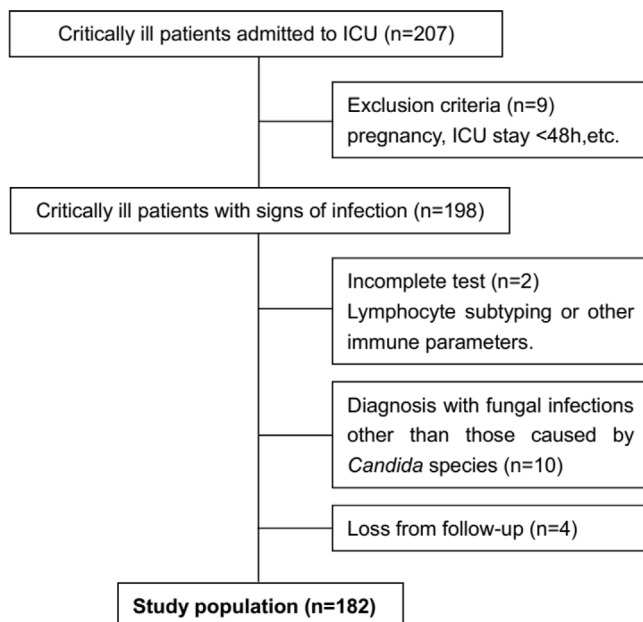 Critically ill patients admitted to ICU (n=207)
Exclusion criteria (n=9)
pregnancy, ICU stay <48h,etc.
Critically ill patients with signs of infection (n=198)
Incomplete test (n=2)
Lymphocyte subtyping or other
immune parameters.
Diagnosis with fungal infections
other than those caused by
Candida species (n=10)
Loss from follow-up (n=4)
Study population (n=182)